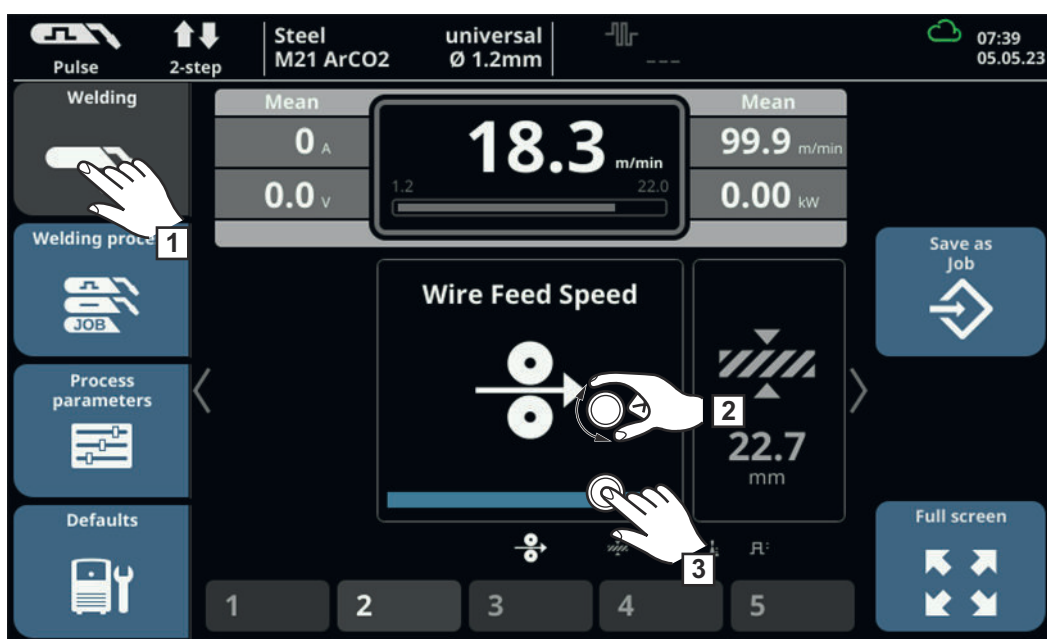 Pulse
2-step
Steel universal
M21 ArCO2 Ø 1.2mm
---
07:39
05.05.23
Welding
Mean
0 A
0.0 V
18.3 m/min
1.2 22.0
Mean
99.9 m/min
0.00 kW
1
Welding proce
JOB
Process
parameters
Defaults
Wire Feed Speed
2
3
22.7
mm
Save as
Job
Full screen
1 2 3 4 5